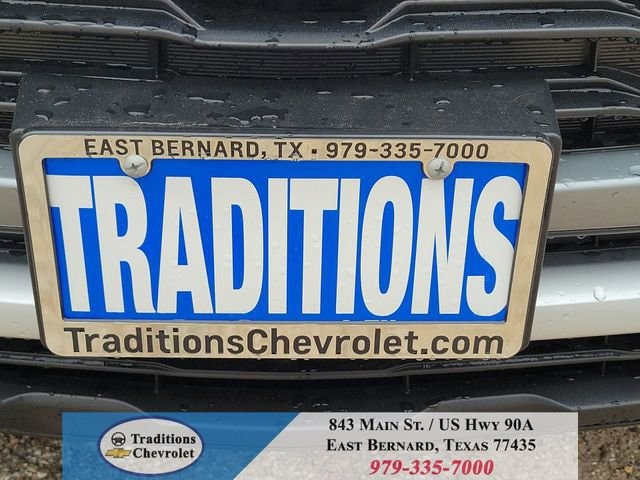 EAST BERNARD, TX • 979-335-7000
TRADITIONS
TraditionsChevrolet.com
Traditions
Chevrolet
843 Main St. / US Hwy 90A
East Bernard, Texas 77435
979-335-7000